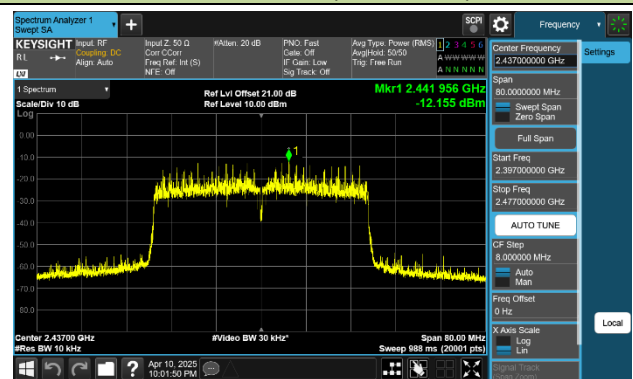 Spectrum Analyzer 1
Swept SA
+
SCPI
Frequency
KEYSIGHT
RL
LXI
Input: RF
Coupling: DC
Align: Auto
Input Z: 50 Ω
Corr CCorr
Freq Ref: Int (S)
NFE: Off
#Atten: 20 dB
PNO: Fast
Gate: Off
IF Gain: Low
Sig Track: Off
Avg Type: Power (RMS)
Avg|Hold: 50/50
Trig: Free Run
1 2 3 4 5 6
A W W W W W
A N N N N N
1 Spectrum
Scale/Div 10 dB
Log
Ref Lvl Offset 21.00 dB
Ref Level 10.00 dBm
Mkr1 2.441 956 GHz
-12.155 dBm
0.00
-10.0
-20.0
-30.0
-40.0
-50.0
-60.0
-70.0
-80.0
1
Center 2.43700 GHz
#Res BW 10 kHz
#Video BW 30 kHz*
Span 80.00 MHz
Sweep 988 ms (20001 pts)
Center Frequency
2.437000000 GHz
Settings
Span
80.0000000 MHz
Swept Span
Zero Span
Full Span
Start Freq
2.397000000 GHz
Stop Freq
2.477000000 GHz
AUTO TUNE
CF Step
8.000000 MHz
Auto
Man
Freq Offset
0 Hz
X Axis Scale
Log
Lin
Local
Signal Track
(Span Zoom)
?
Apr 10, 2025
10:01:50 PM